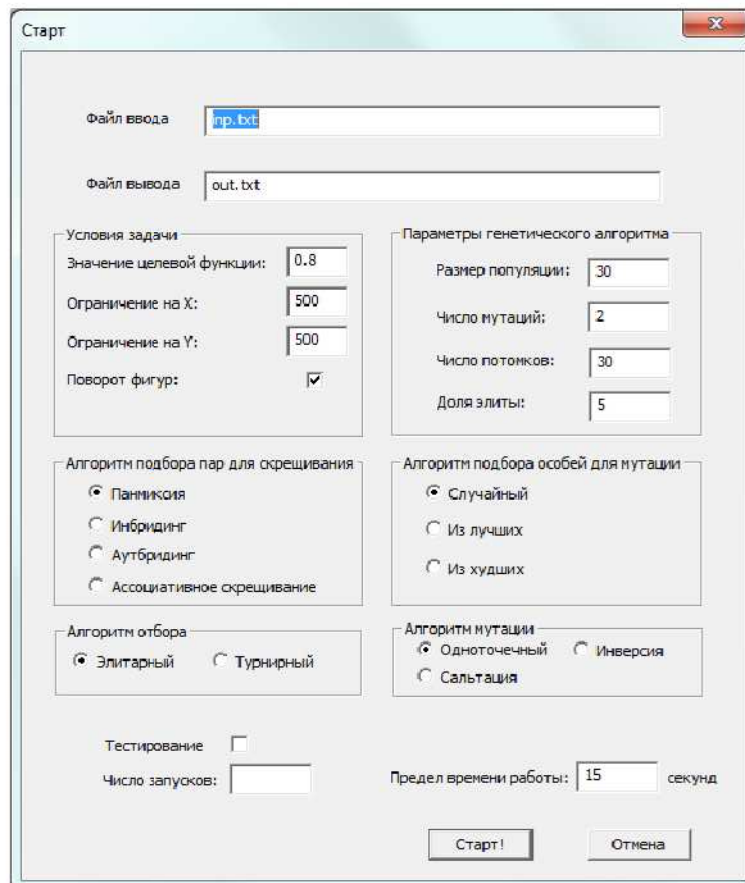 Старт
Файл ввода inp.txt
Файл вывода out.txt
Условия задачи
Значение целевой функции: 0.8
Ограничение на X: 500
Ограничение на Y: 500
Поворот фигур:
Параметры генетического алгоритма
Размер популяции: 30
Число мутаций: 2
Число потомков: 30
Доля элиты: 5
Алгоритм подбора пар для скрещивания
Панмиксия
Инбридинг
Аутбридинг
Ассоциативное скрещивание
Алгоритм подбора особей для мутации
Случайный
Из лучших
Из худших
Алгоритм отбора
Элитарный Турнирный
Алгоритм мутации
Одноточечный Инверсия
Сальтация
Тестирование
Число запусков:
Предел времени работы: 15 секунд
Старт! Отмена